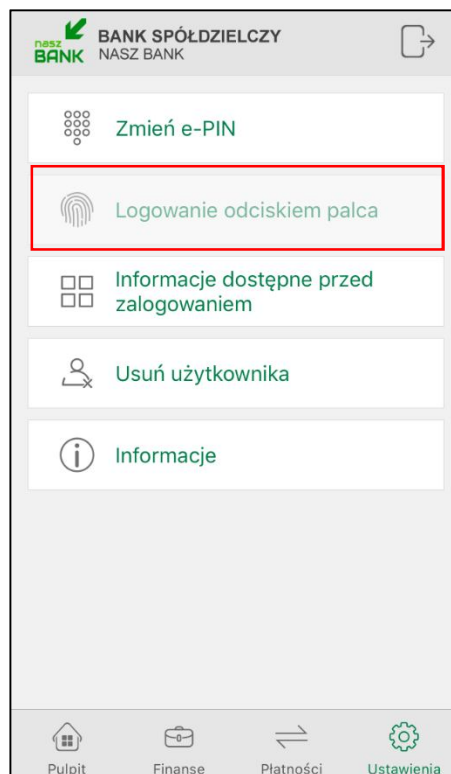 nasz
BANK
BANK SPÓŁDZIELCZY
NASZ BANK
Zmień e-PIN
Logowanie odciskiem palca
Informacje dostępne przed
zalogowaniem
Usuń użytkownika
Informacje
Pulpit
Finanse
Płatności
Ustawienia